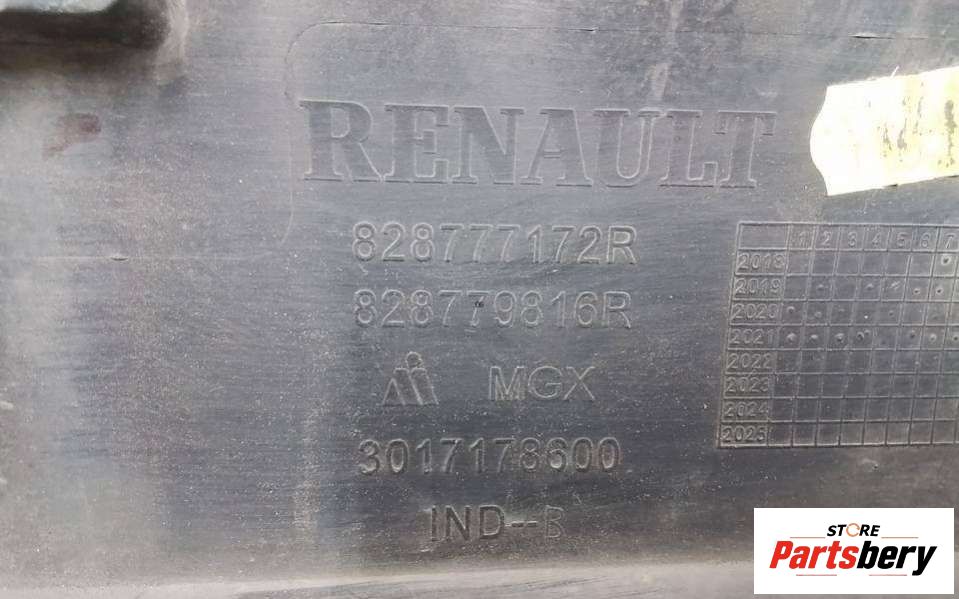 RENAULT
828777172R
828779816R
MGX
3017178600
IND--B
1 2 3 4 5 6 7
2018
2019
2020
2021
2022
2023
2024
2025
STORE
Partsbery